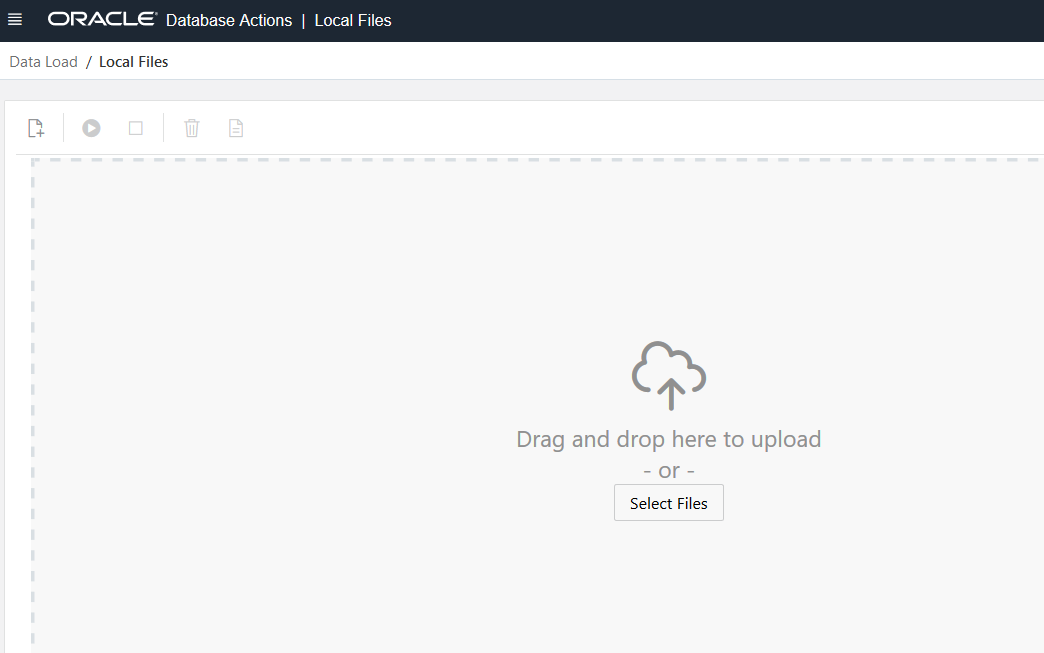 ORACLE Database Actions | Local Files
Data Load / Local Files
Drag and drop here to upload
- or -
Select Files